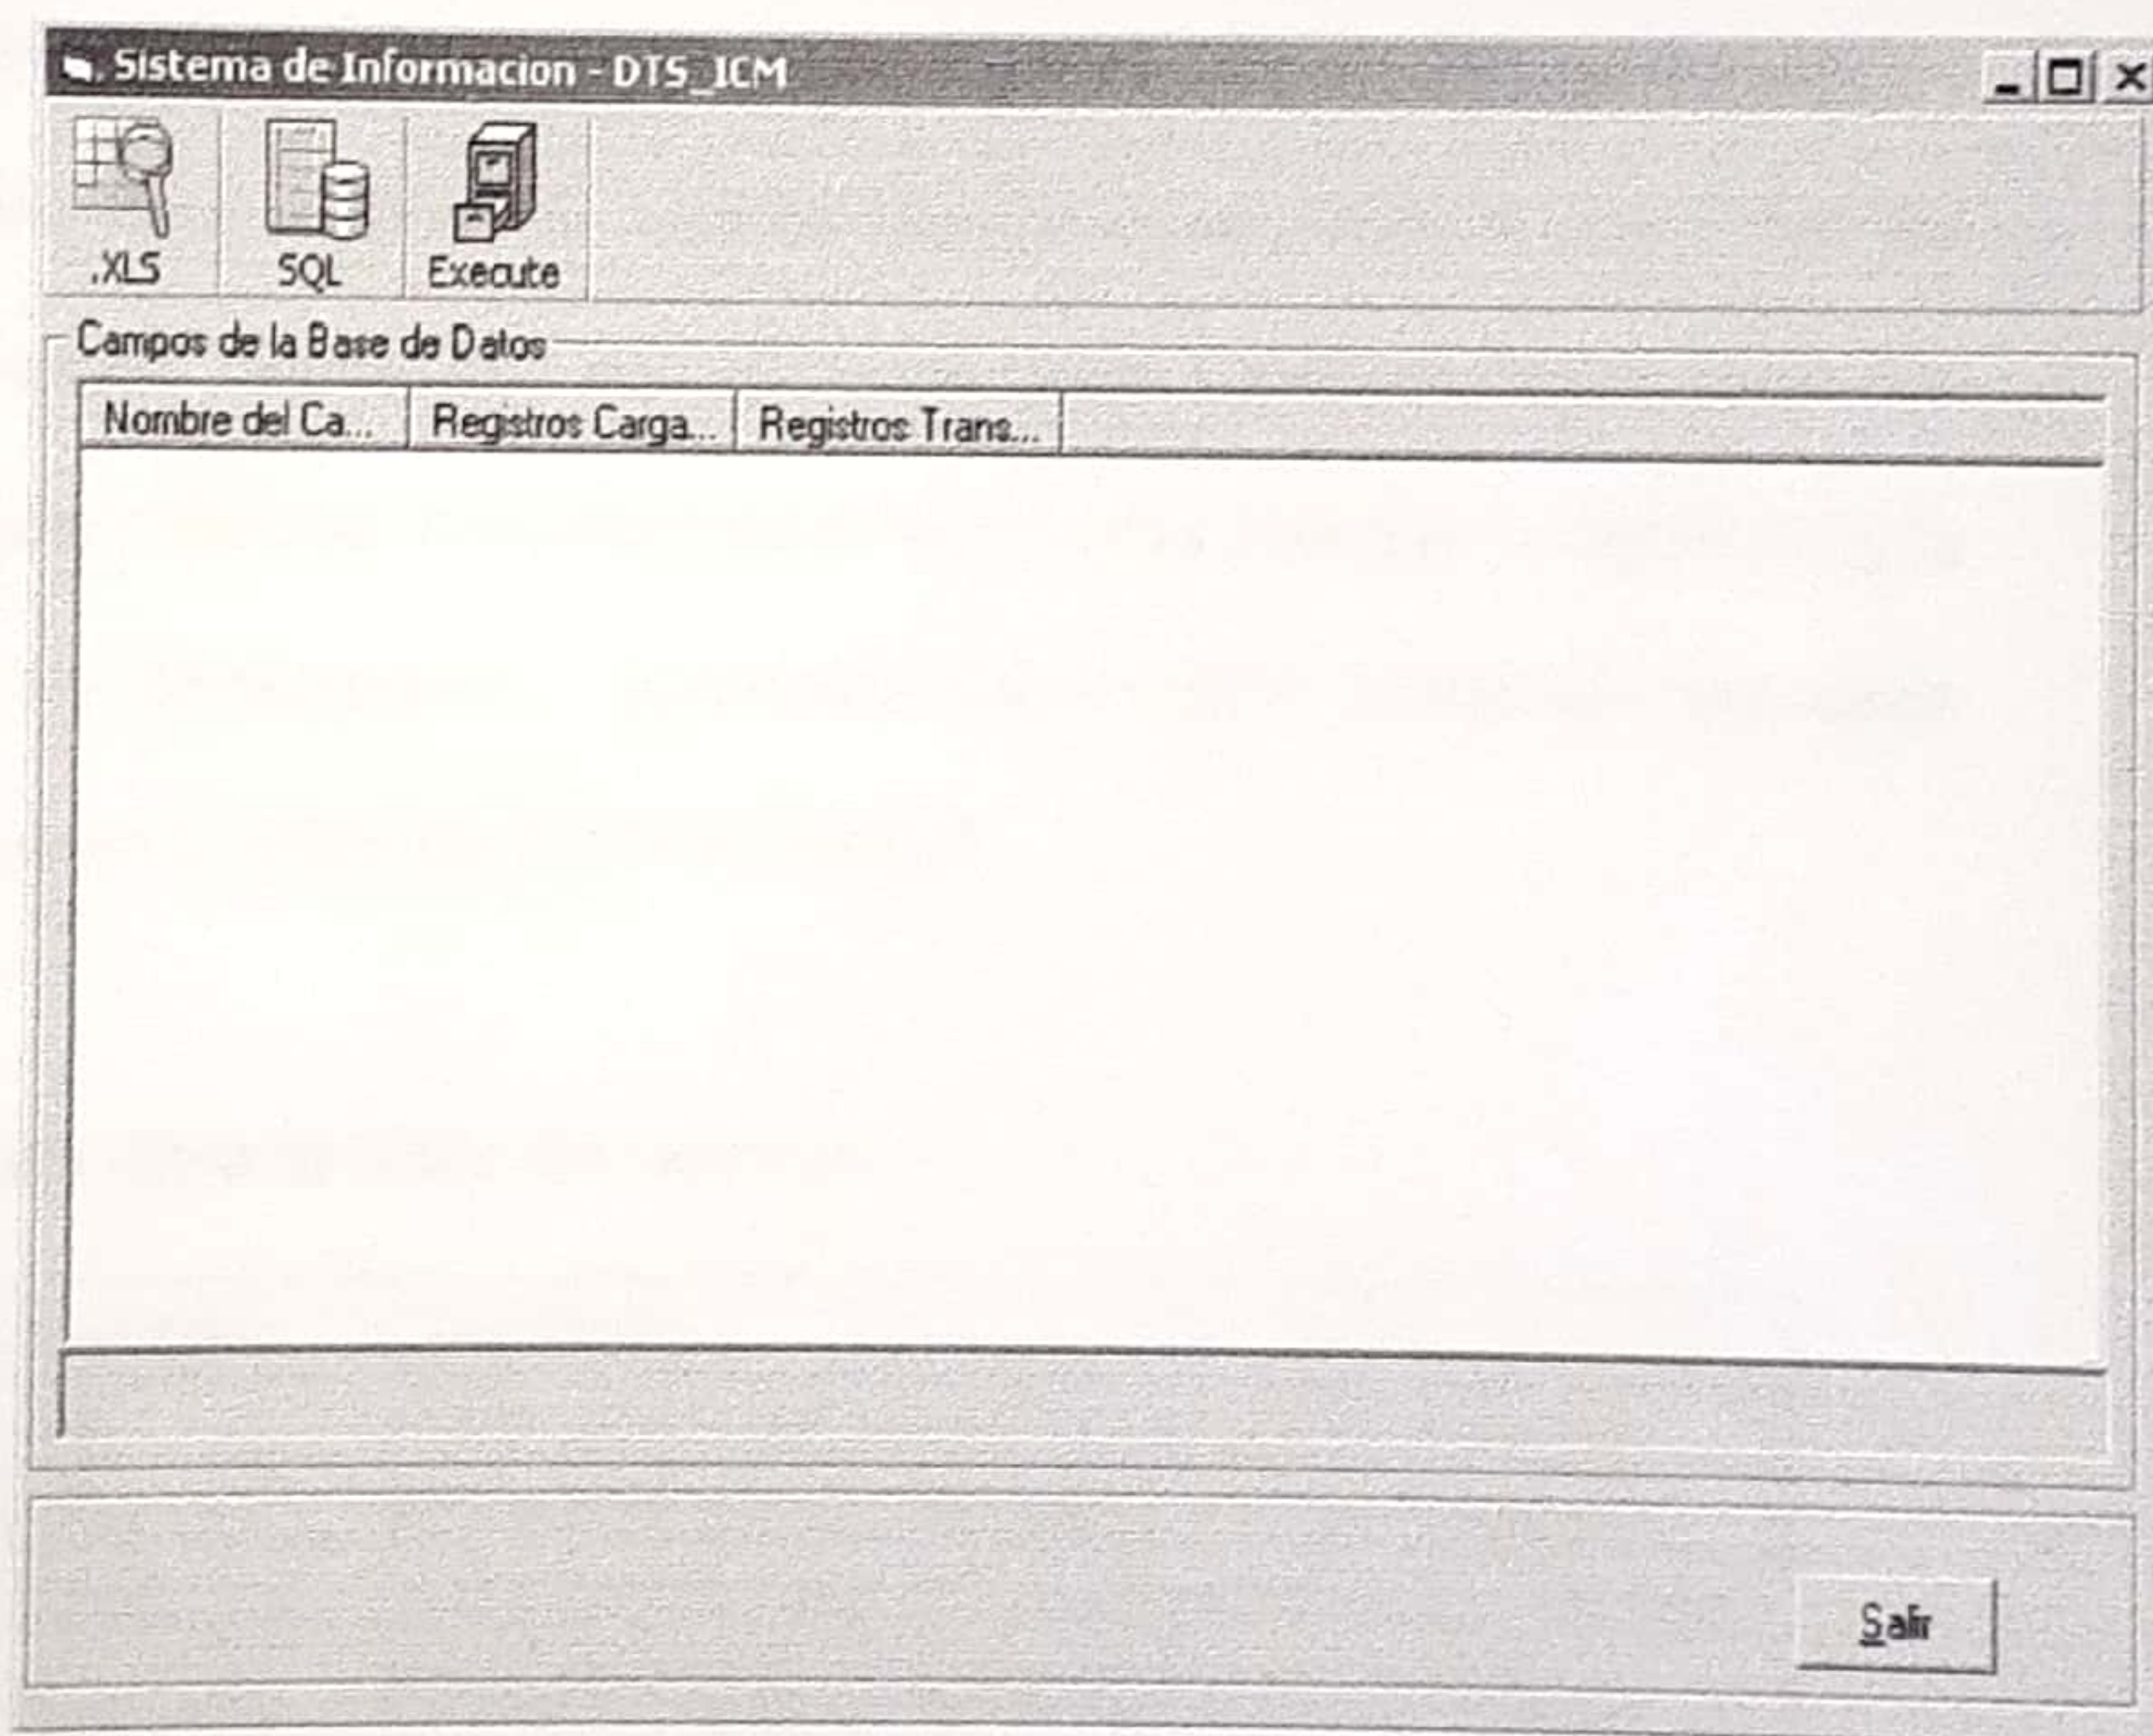 Sistema de Informacion - DTS_ICM
.XLS SQL Execute
Campos de la Base de Datos
Nombre del Ca... Registros Carga... Registros Trans...
Salir